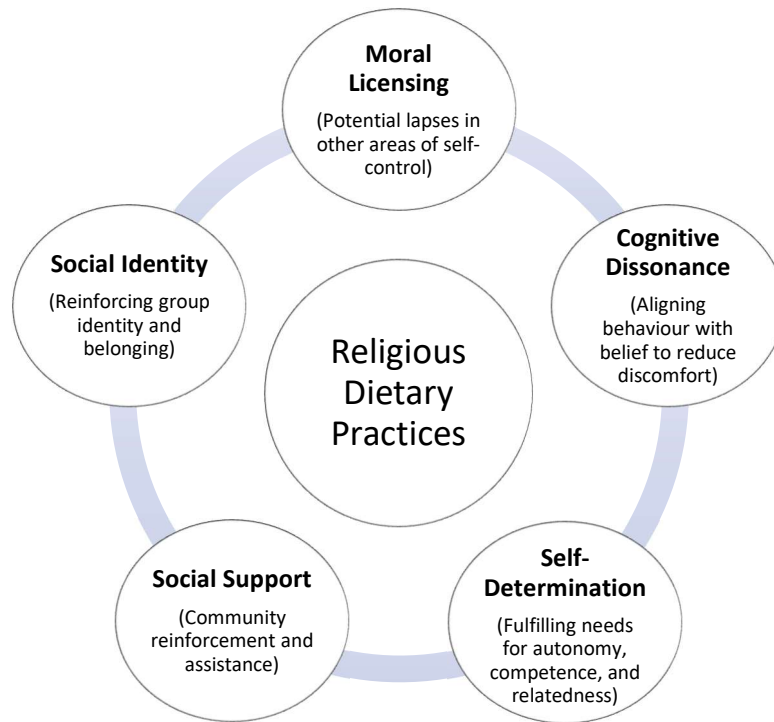 Moral
Licensing
(Potential lapses in
other areas of self-
control)
Cognitive
Dissonance
(Aligning
behaviour with
belief to reduce
discomfort)
Social Identity
(Reinforcing group
identity and
belonging)
Religious
Dietary
Practices
Self-
Determination
(Fulfilling needs
for autonomy,
competence, and
relatedness)
Social Support
(Community
reinforcement and
assistance)